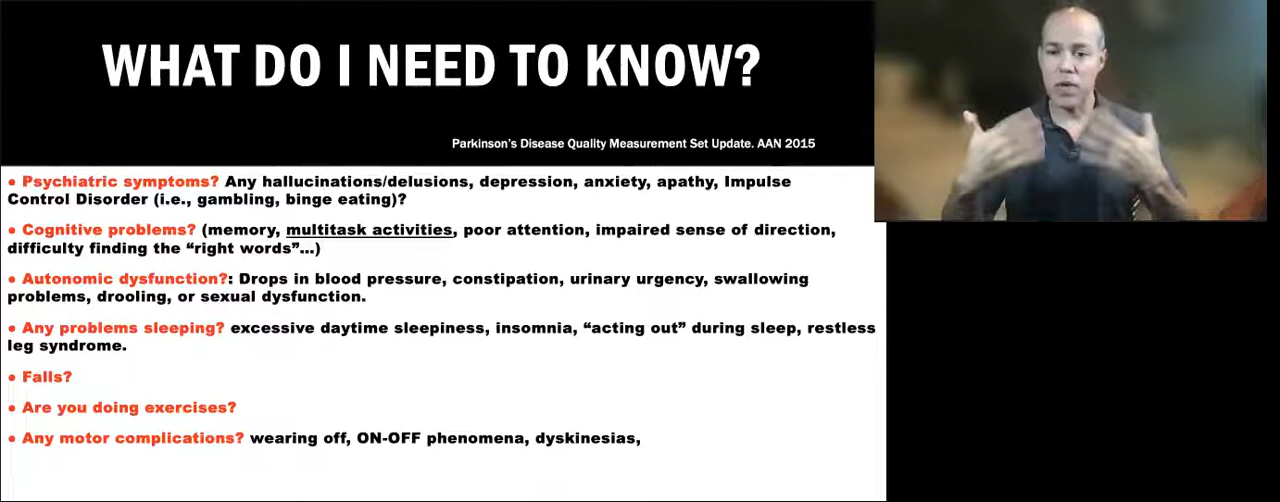 WHAT DO I NEED TO KNOW?
Parkinson's Disease Quality Measurement Set Update. AAN 2015
● Psychiatric symptoms? Any hallucinations/delusions, depression, anxiety, apathy, Impulse
Control Disorder (i.e., gambling, binge eating)?
● Cognitive problems? (memory, multitask activities, poor attention, impaired sense of direction,
difficulty finding the “right words”...)
● Autonomic dysfunction?: Drops in blood pressure, constipation, urinary urgency, swallowing
problems, drooling, or sexual dysfunction.
● Any problems sleeping? excessive daytime sleepiness, insomnia, “acting out” during sleep, restless
leg syndrome.
● Falls?
● Are you doing exercises?
● Any motor complications? wearing off, ON-OFF phenomena, dyskinesias,